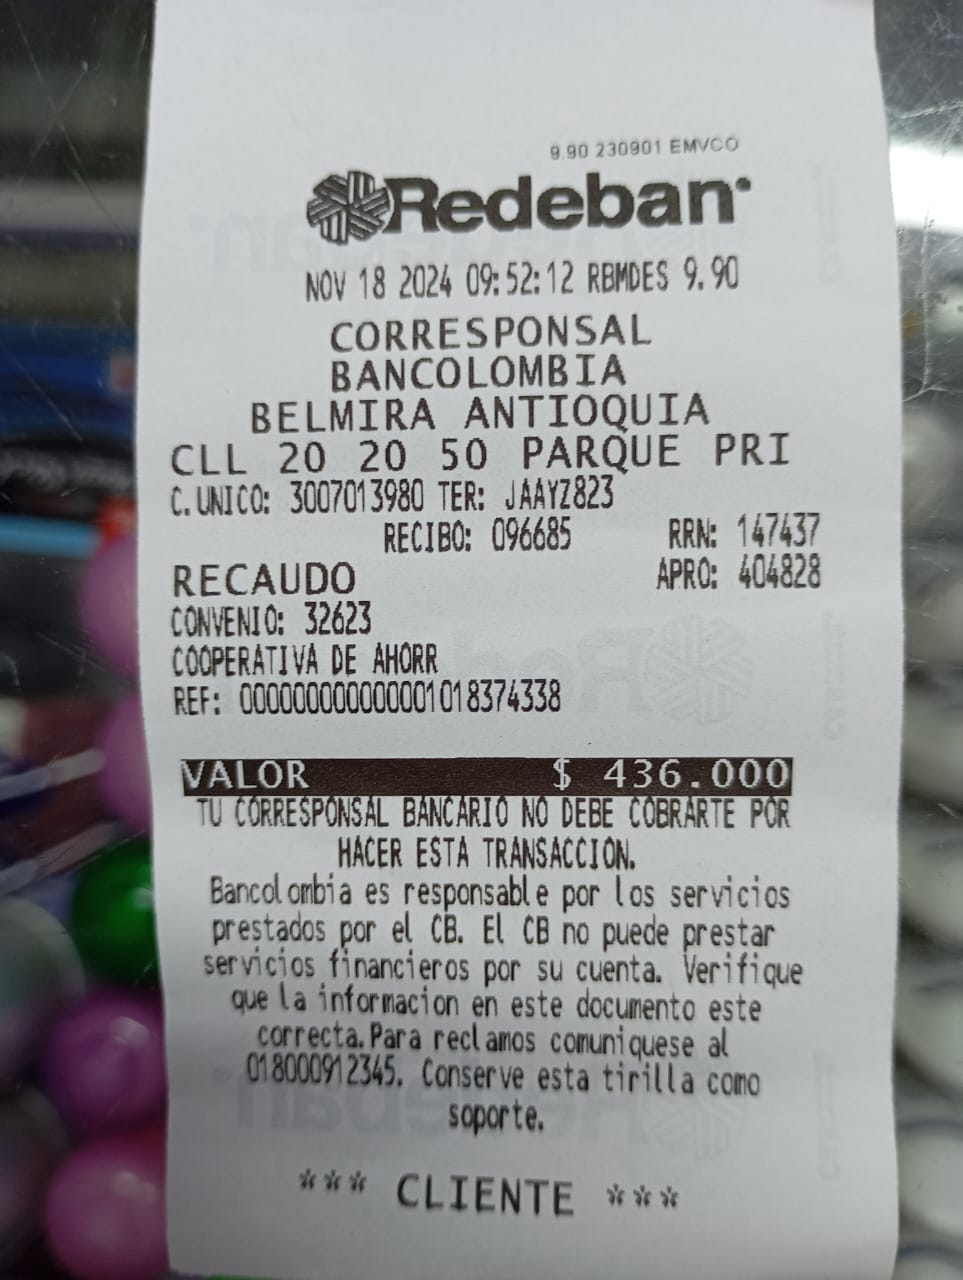 9.90 230901 EMVCO
Redeban
NOV 18 2024 09:52:12 RBMDES 9.90
CORRESPONSAL
BANCOLOMBIA
BELMIRA ANTIOQUIA
CLL 20 20 50 PARQUE PRI
C.UNICO: 3007013980 TER: JAAYZ823
RECIBO: 096685 RRN: 147437
RECAUDO APRO: 404828
CONVENIO: 32623
COOPERATIVA DE AHORR
REF: 00000000000001018374338
VALOR $ 436.000
TU CORRESPONSAL BANCARIO NO DEBE COBRARTE POR
HACER ESTA TRANSACCION.
Bancolombia es responsable por los servicios
prestados por el CB. El CB no puede prestar
servicios financieros por su cuenta. Verifique
que la informacion en este documento este
correcta.Para reclamos comuniquese al
018000912345. Conserve esta tirilla como
soporte.
*** CLIENTE ***